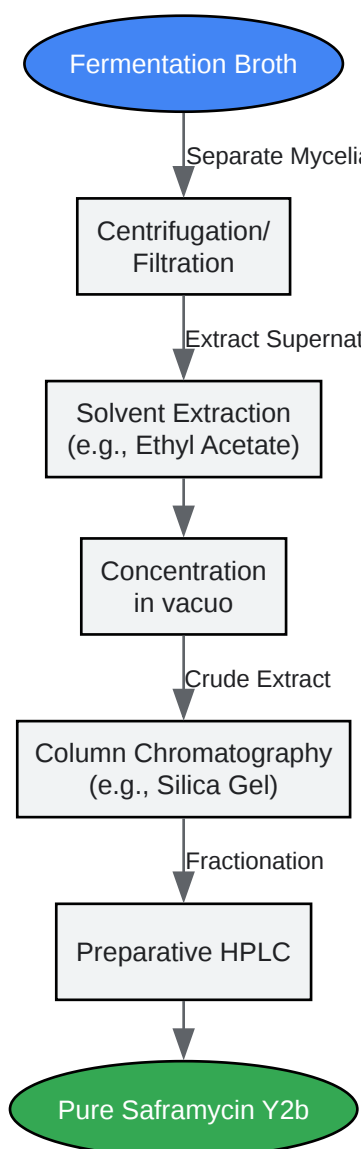 Fermentation Broth
Separate Mycelia
Centrifugation/
Filtration
Extract Supernat
Solvent Extraction
(e.g., Ethyl Acetate)
Concentration
in vacuo
Crude Extract
Column Chromatography
(e.g., Silica Gel)
Fractionation
Preparative HPLC
Pure Saframycin Y2b